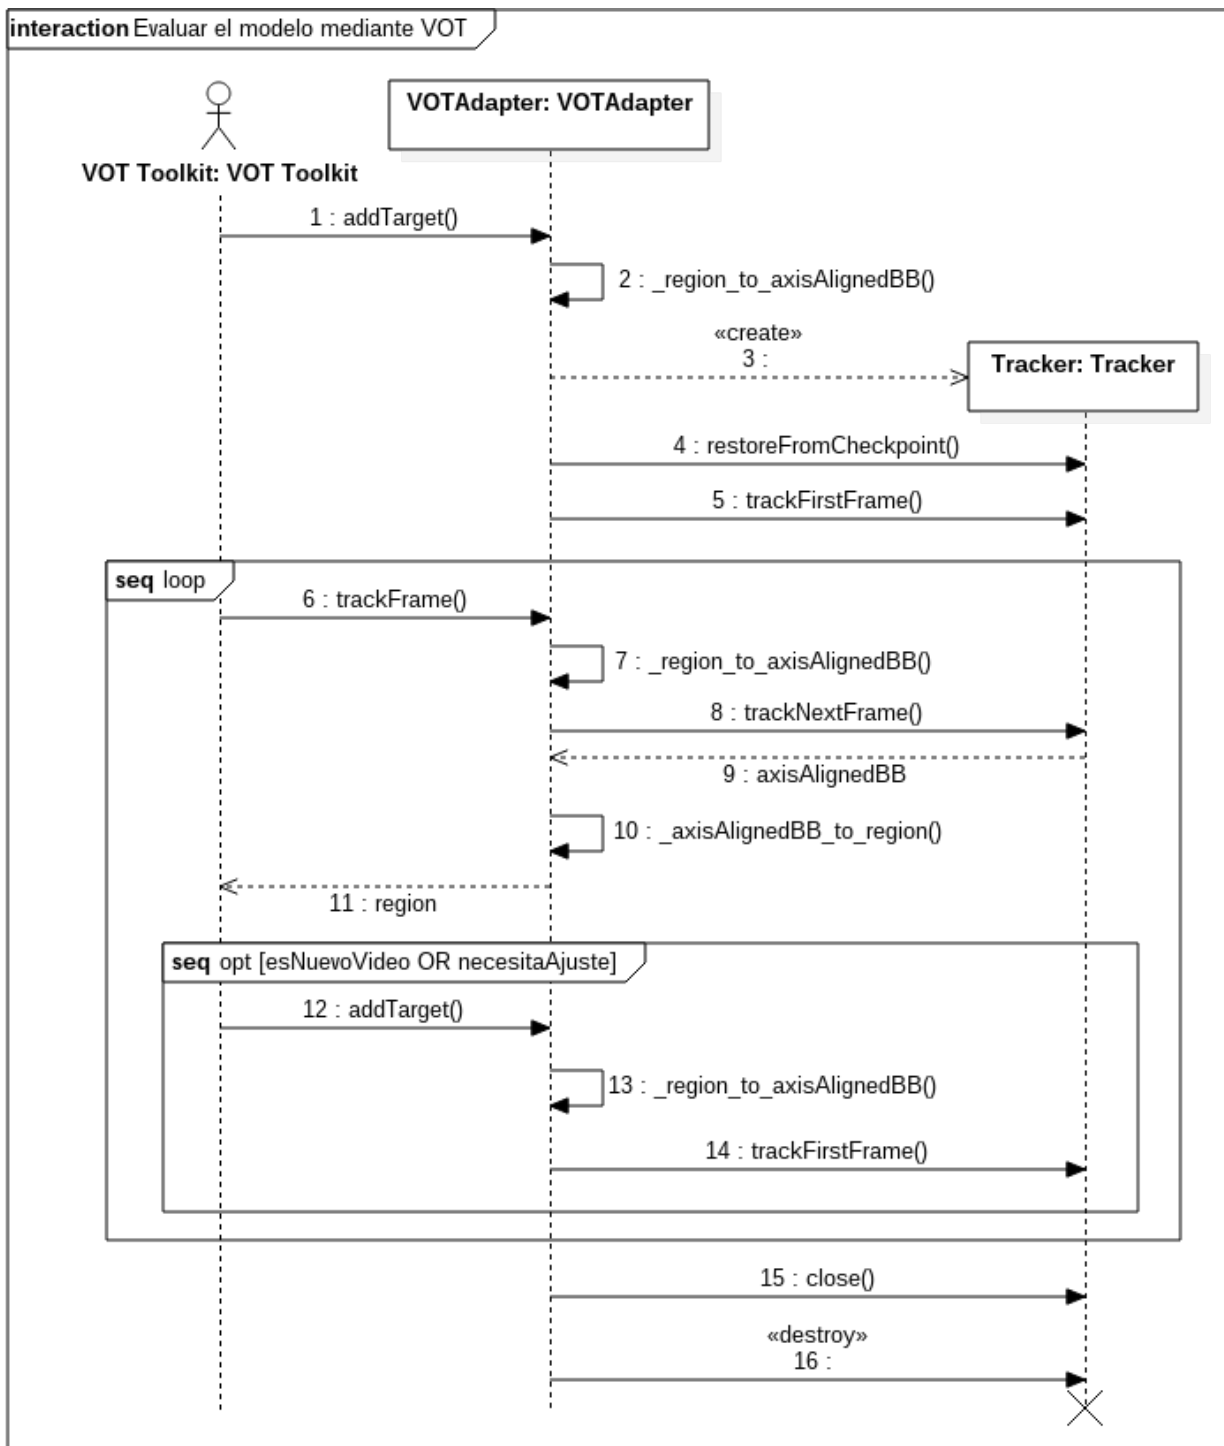 interaction Evaluar el modelo mediante VOT
VOTAdapter: VOTAdapter
VOT Toolkit: VOT Toolkit
1 : addTarget()
2 : _region_to_axisAlignedBB()
«create»
3 :
Tracker: Tracker
4 : restoreFromCheckpoint()
5 : trackFirstFrame()
seq loop
6 : trackFrame()
7 : _region_to_axisAlignedBB()
8 : trackNextFrame()
9 : axisAlignedBB
10 : _axisAlignedBB_to_region()
11 : region
seq opt [esNuevoVideo OR necesitaAjuste]
12 : addTarget()
13 : _region_to_axisAlignedBB()
14 : trackFirstFrame()
15 : close()
«destroy»
16 :